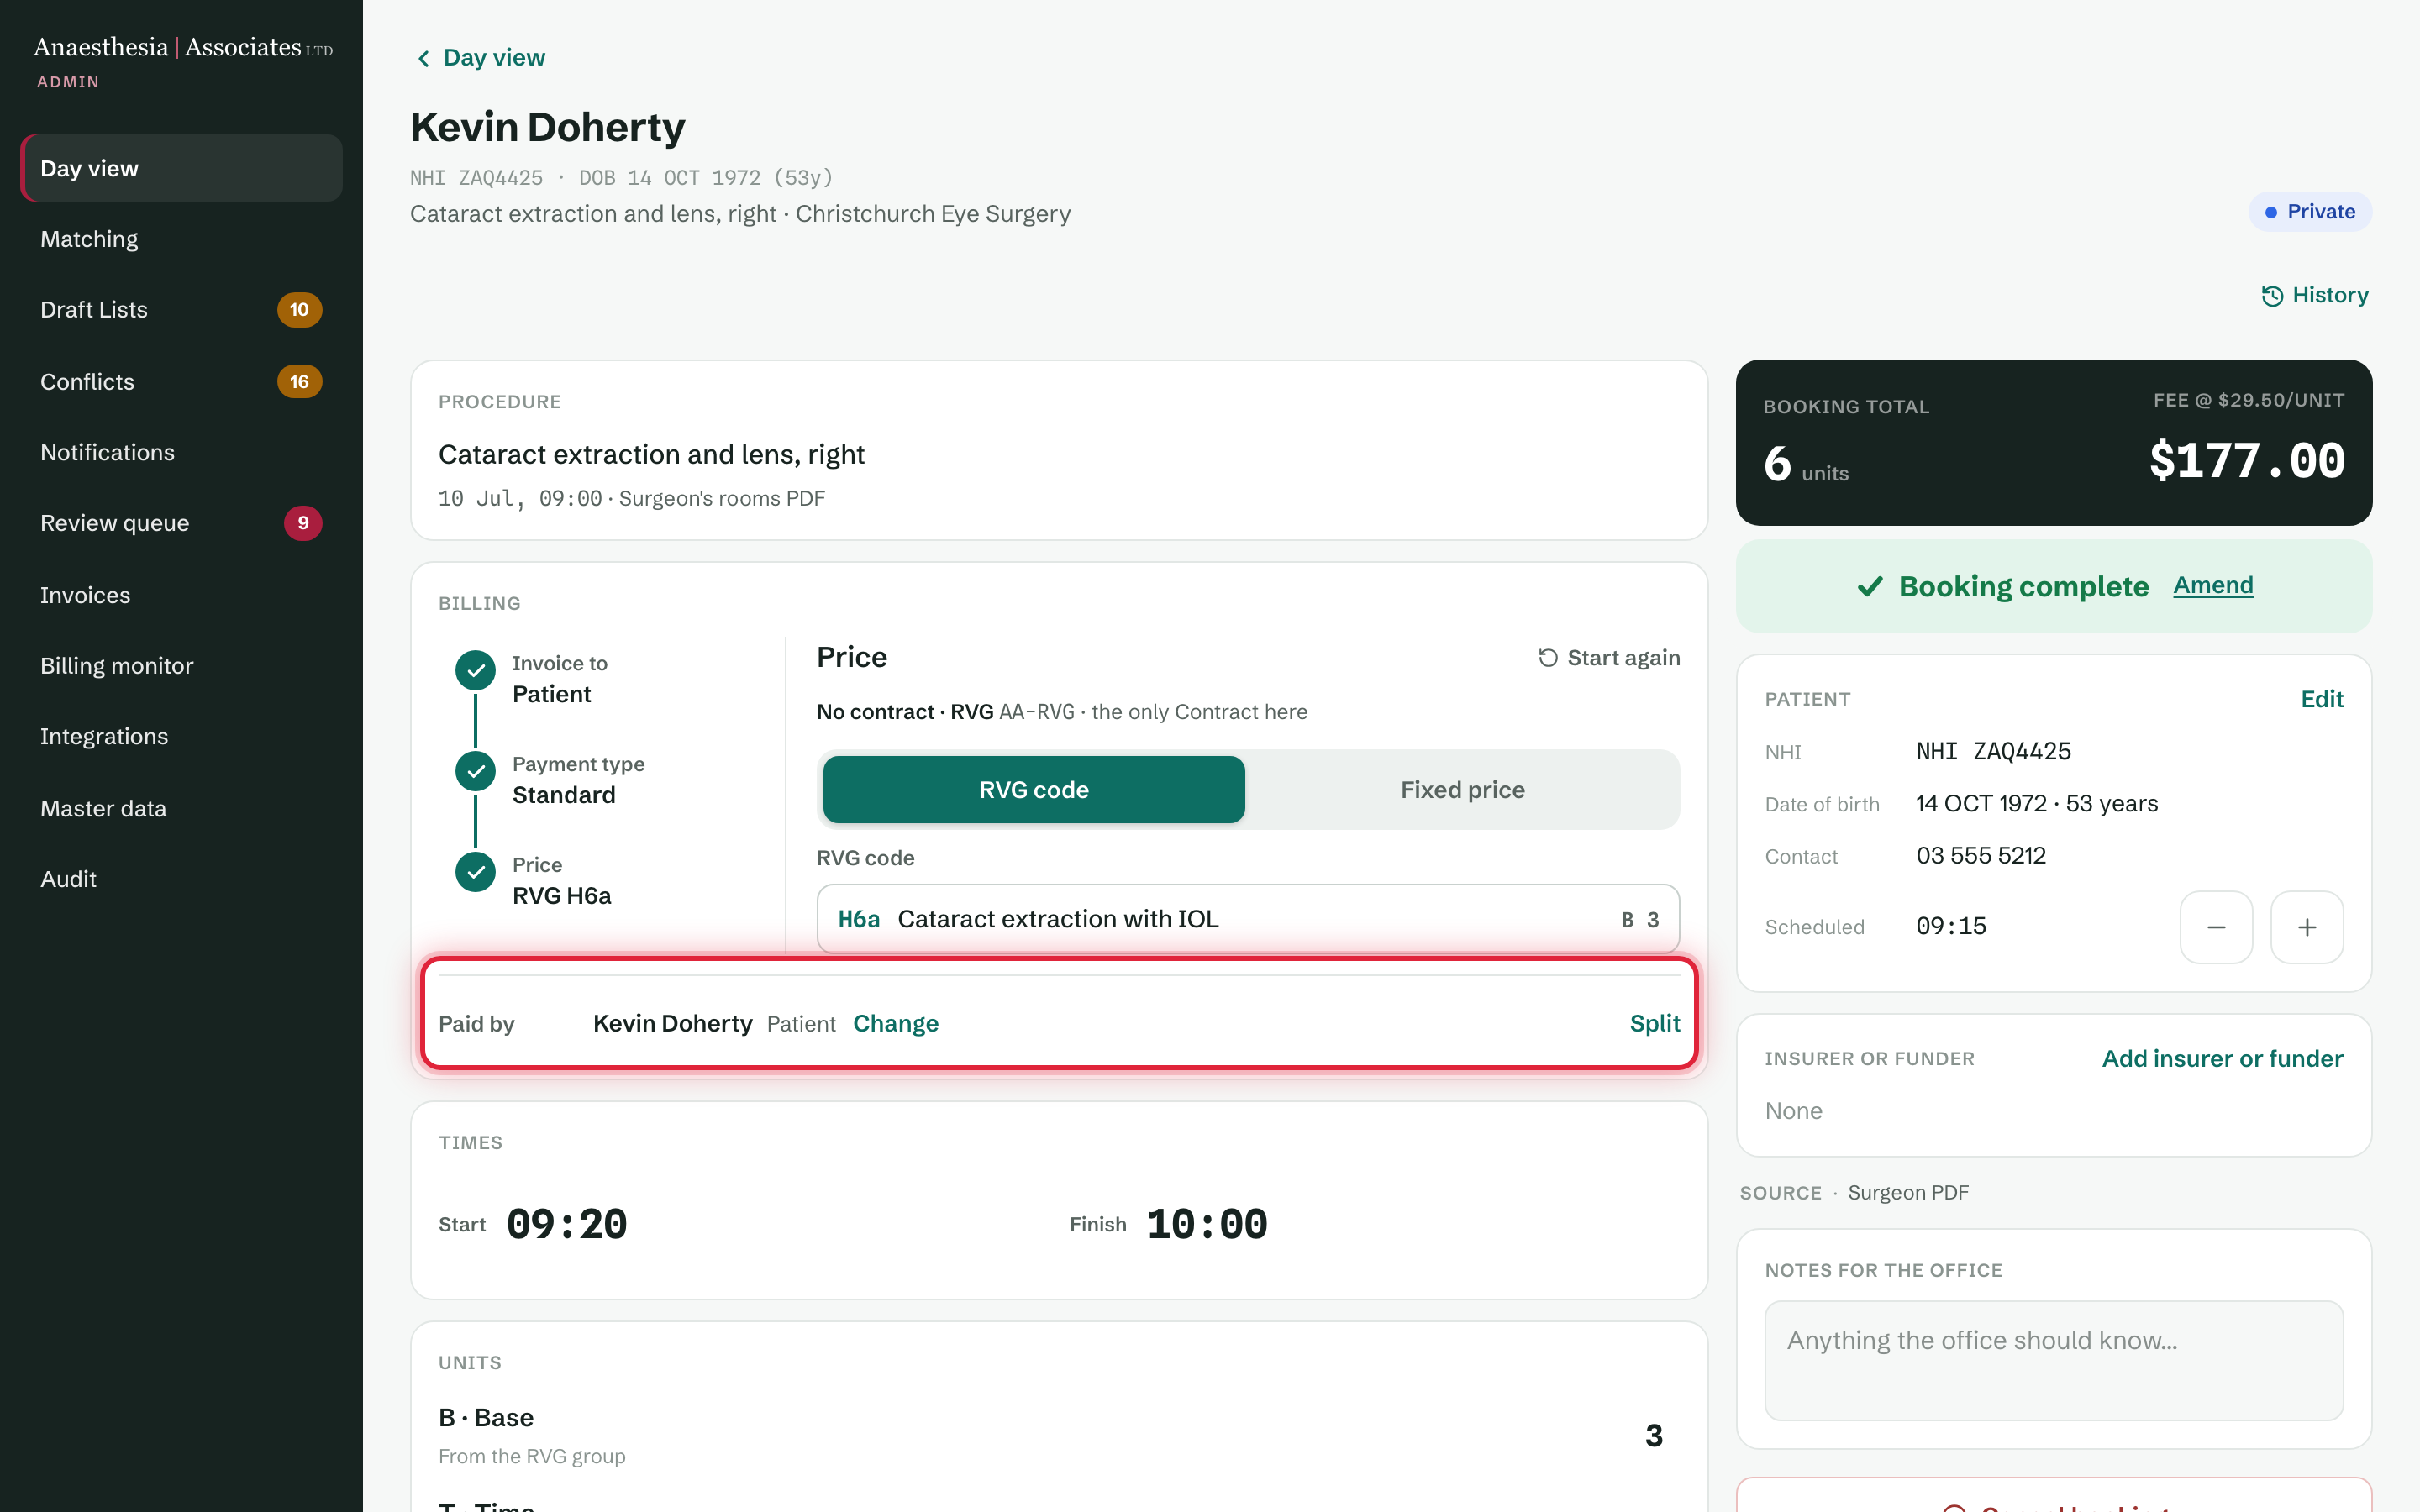 Anaesthesia | Associates LTD
ADMIN
Day view
Matching
Draft Lists 10
Conflicts 16
Notifications
Review queue 9
Invoices
Billing monitor
Integrations
Master data
Audit
Day view
Kevin Doherty
NHI ZAQ4425 · DOB 14 OCT 1972 (53y)
Cataract extraction and lens, right · Christchurch Eye Surgery
Private
History
PROCEDURE
Cataract extraction and lens, right
10 Jul, 09:00 · Surgeon's rooms PDF
BILLING
Invoice to
Patient
Payment type
Standard
Price
RVG H6a
Price
Start again
No contract · RVG AA-RVG · the only Contract here
RVG code
Fixed price
RVG code
H6a Cataract extraction with IOL B 3
Paid by Kevin Doherty Patient Change Split
TIMES
Start 09:20 Finish 10:00
UNITS
B · Base
From the RVG group
3
T · Time
BOOKING TOTAL
FEE @ $29.50/UNIT
6 units
$177.00
Booking complete Amend
PATIENT Edit
NHI NHI ZAQ4425
Date of birth 14 OCT 1972 · 53 years
Contact 03 555 5212
Scheduled 09:15 − +
INSURER OR FUNDER Add insurer or funder
None
SOURCE · Surgeon PDF
NOTES FOR THE OFFICE
Anything the office should know...
Cancel booking